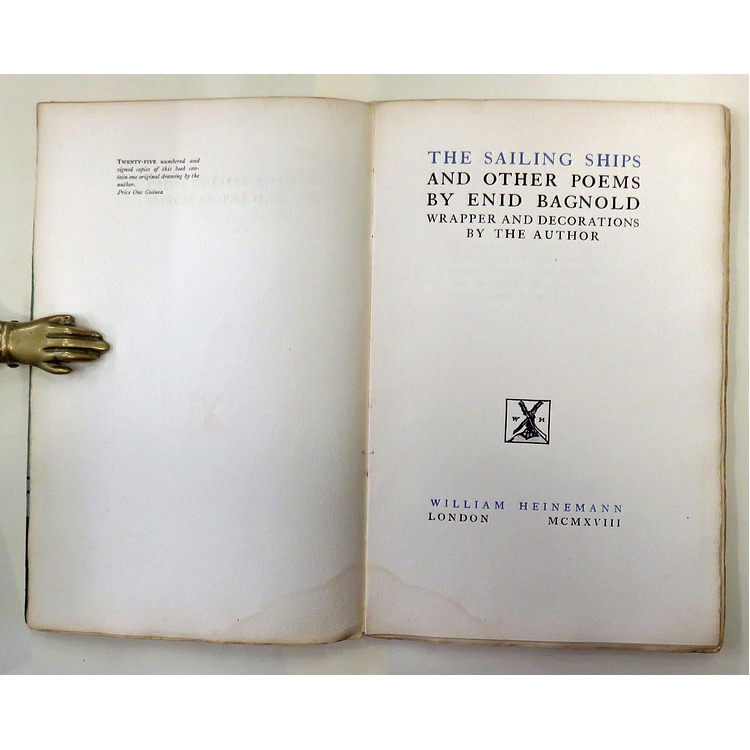 TWENTY-FIVE numbered and
signed copies of this book con-
tain one original drawing by the
author.
Price One Guinea
THE SAILING SHIPS
AND OTHER POEMS
BY ENID BAGNOLD
WRAPPER AND DECORATIONS
BY THE AUTHOR
W H
WILLIAM HEINEMANN
LONDON MCMXVIII